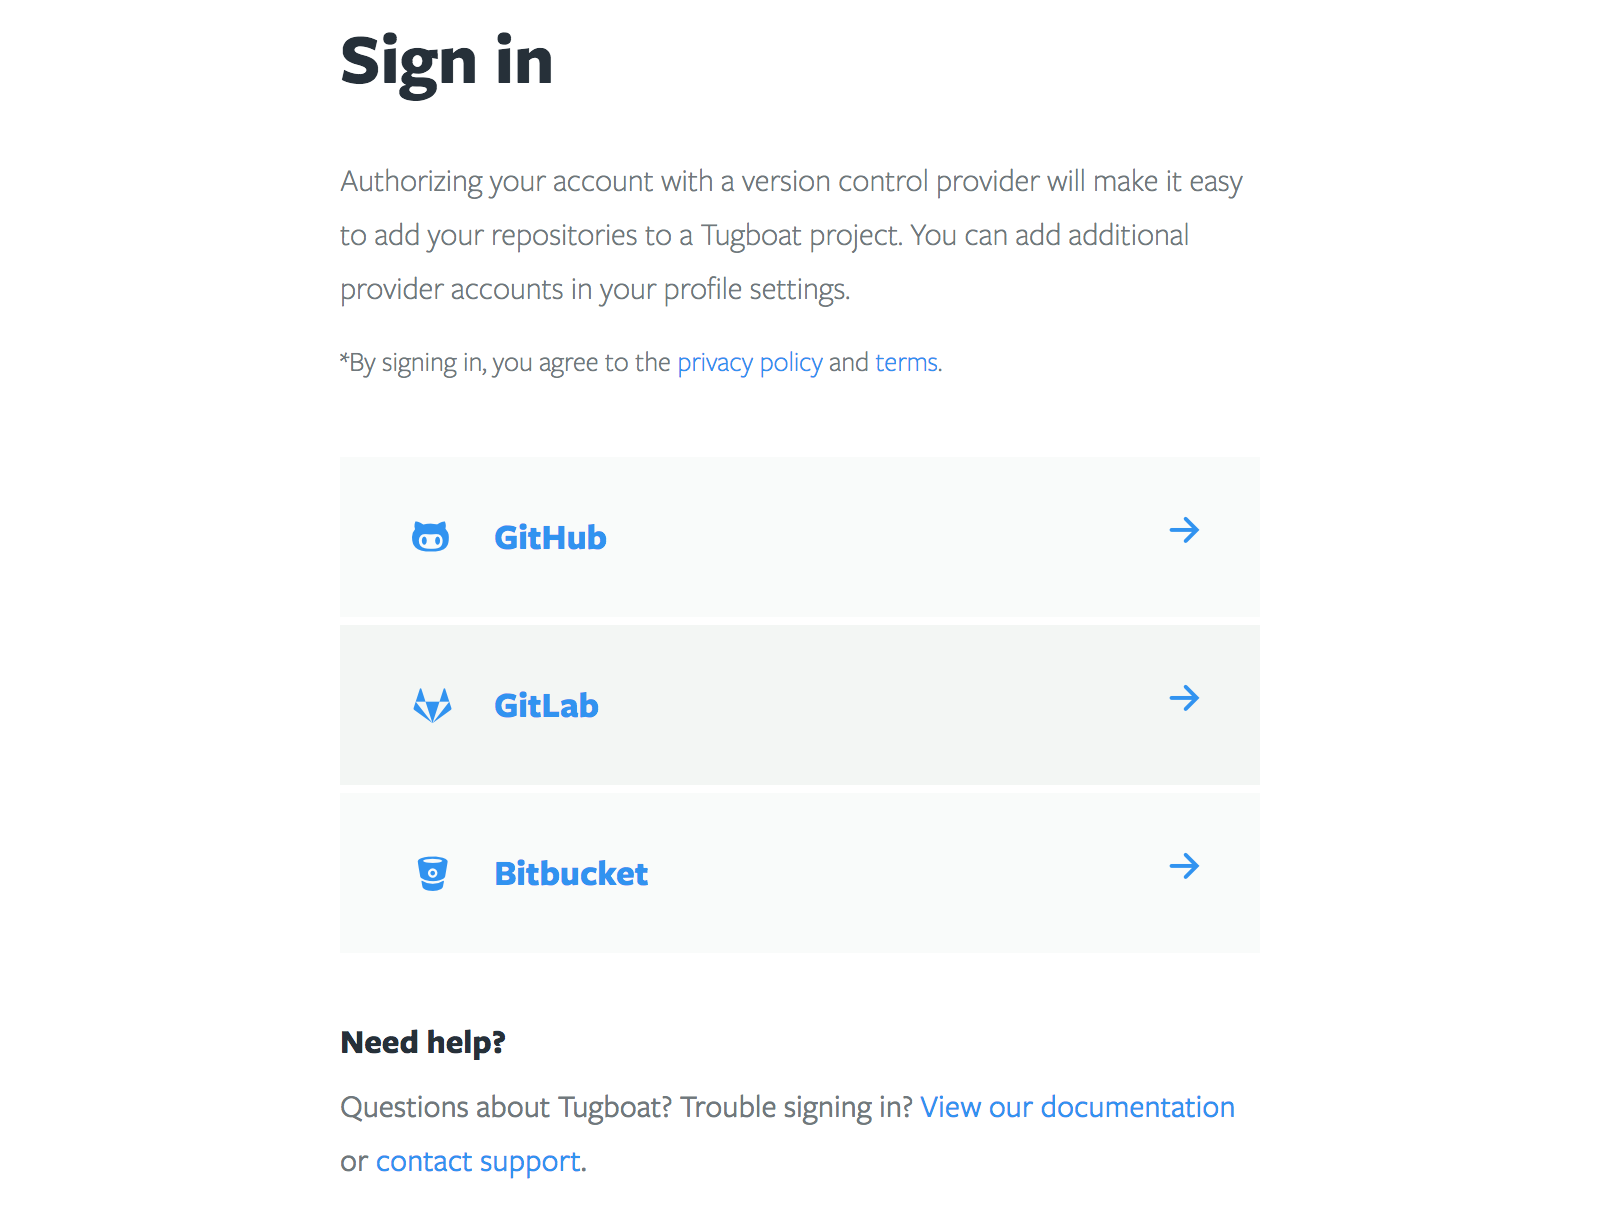 Sign in
Authorizing your account with a version control provider will make it easy
to add your repositories to a Tugboat project. You can add additional
provider accounts in your profile settings.
*By signing in, you agree to the privacy policy and terms.
GitHub
GitLab
Bitbucket
Need help?
Questions about Tugboat? Trouble signing in? View our documentation
or contact support.